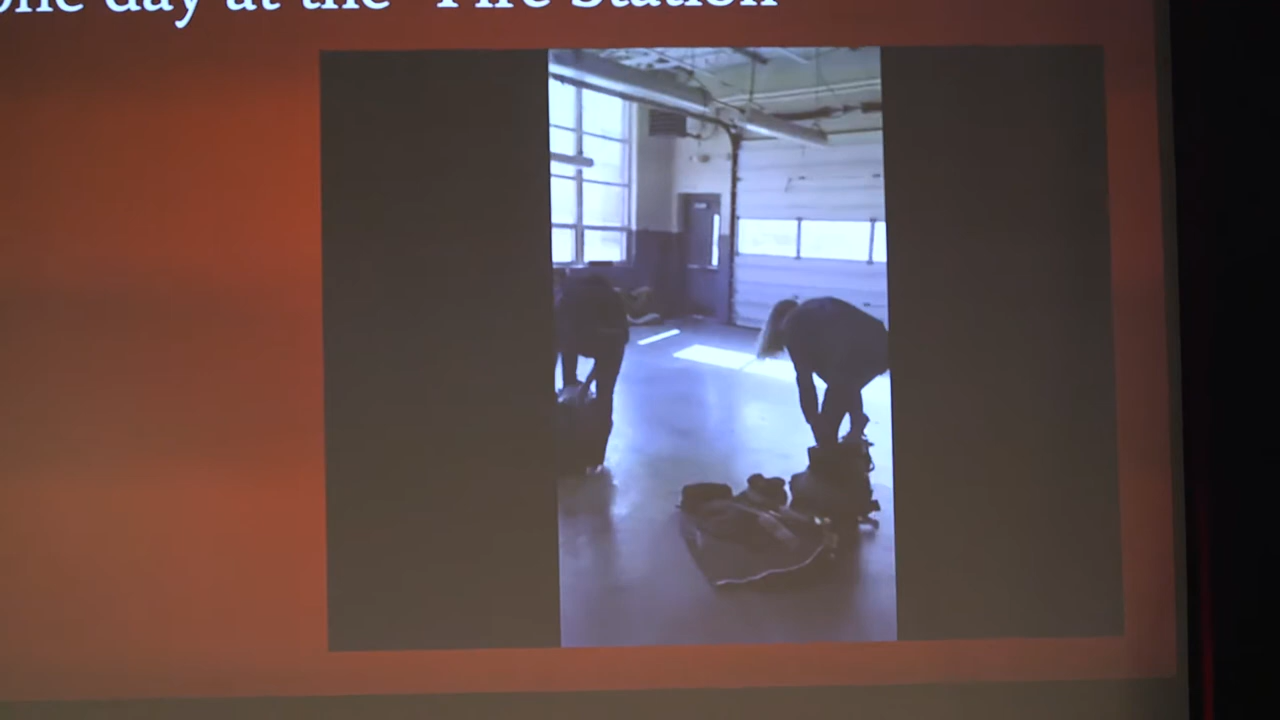 one day at the "Fire Station"